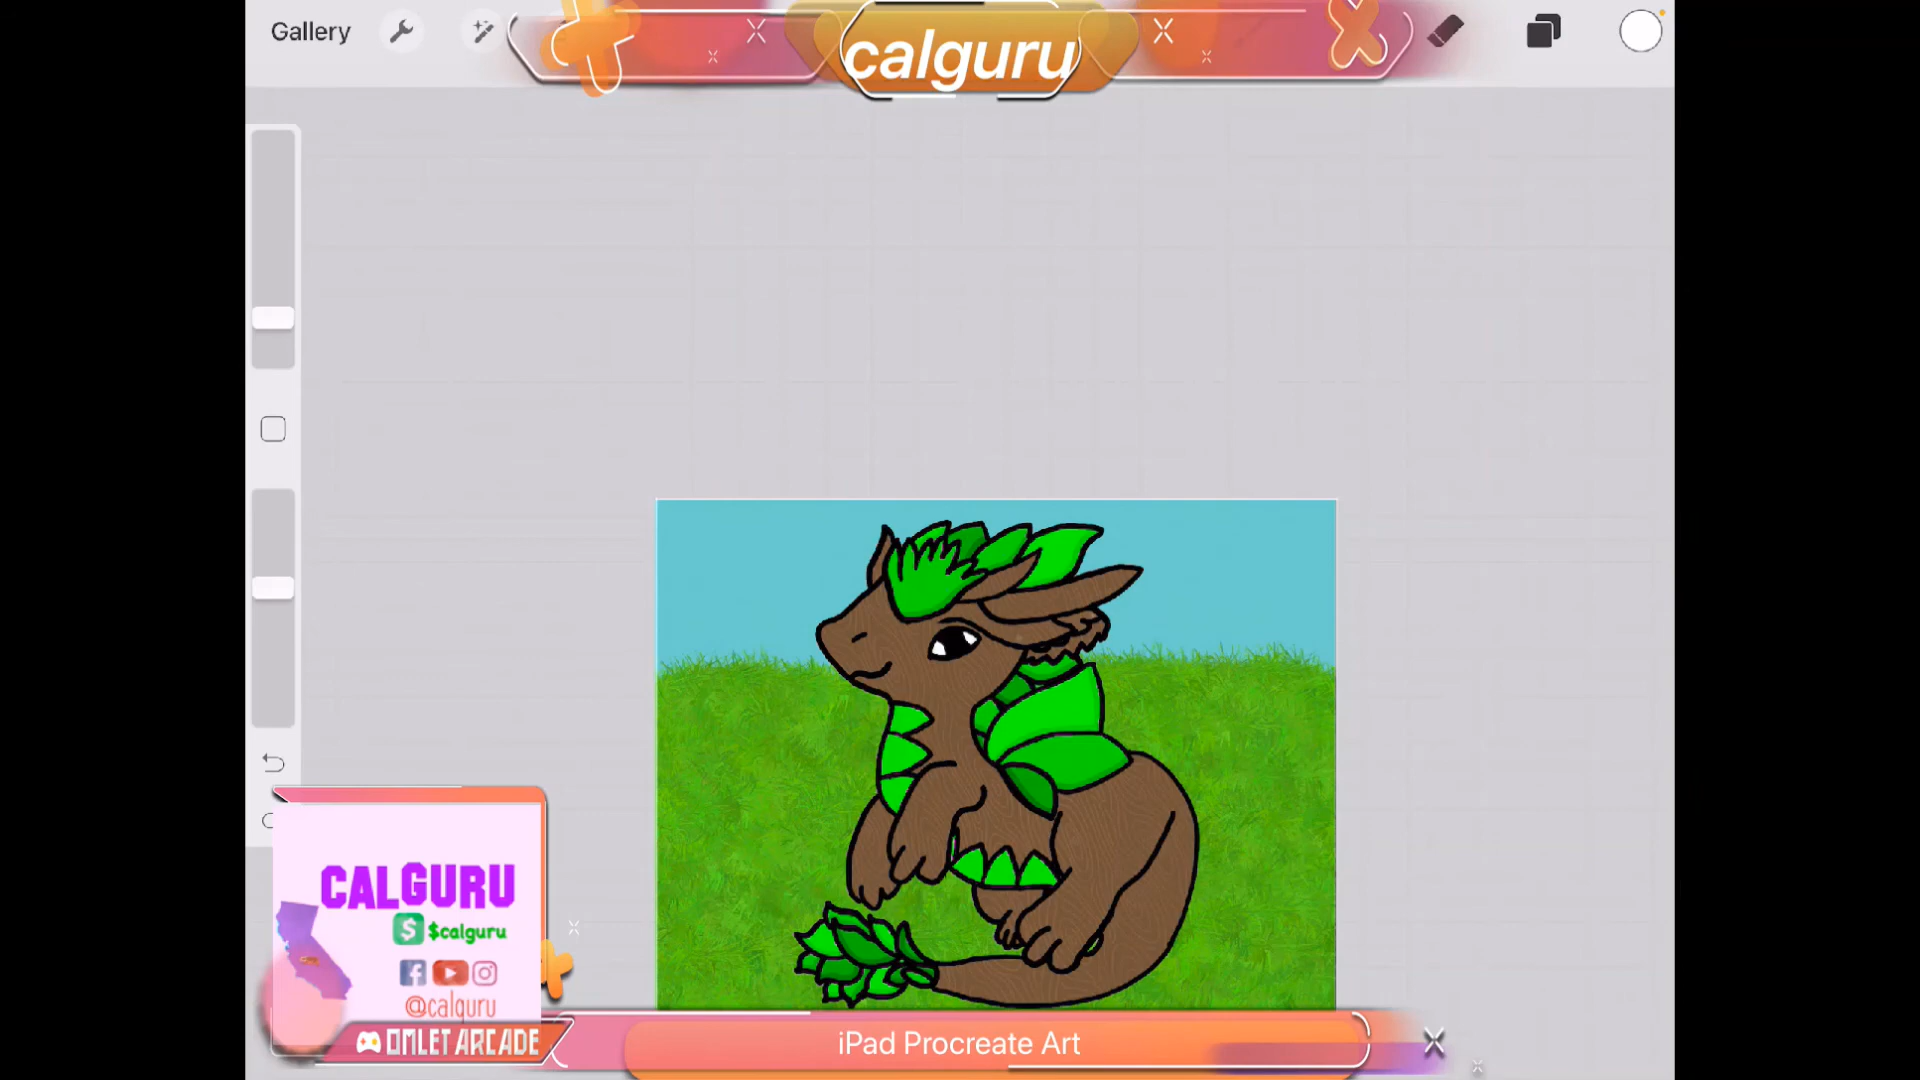 Gallery
calguru
CALGURU
$ $calguru
@calguru
OMLET ARCADE
iPad Procreate Art